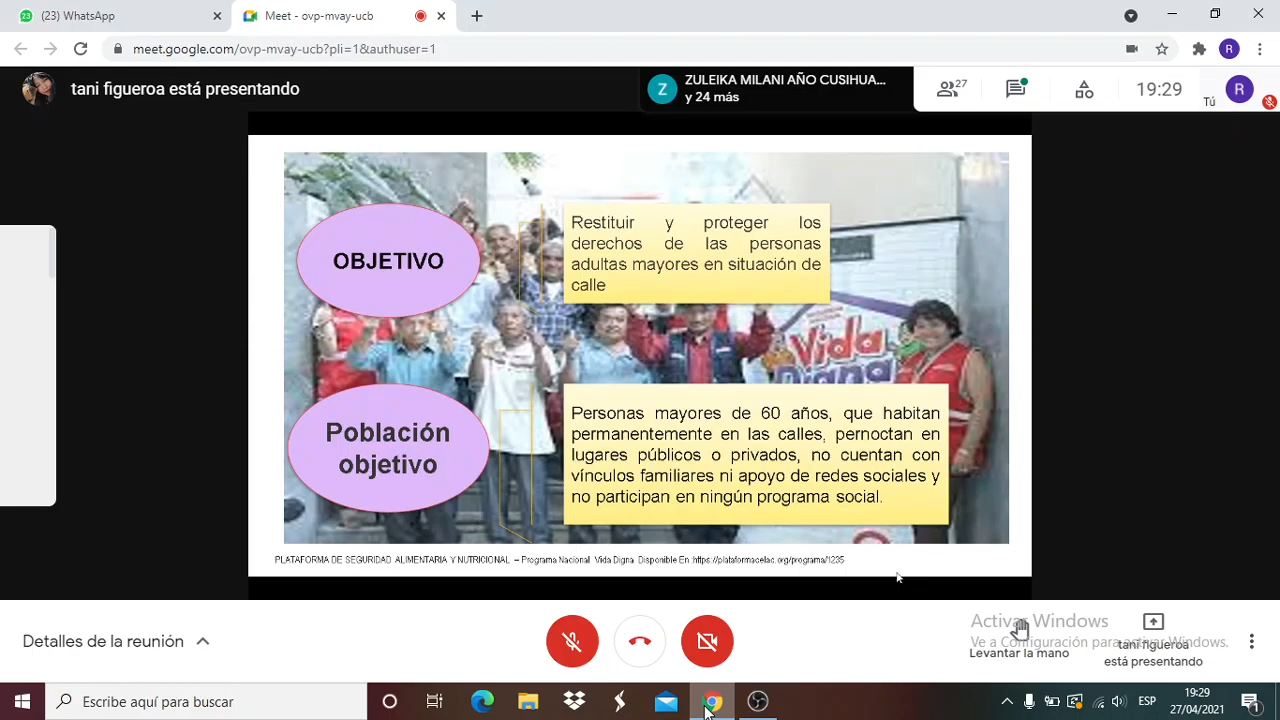 (23) WhatsApp
Meet - ovp-mvay-ucb
meet.google.com/ovp-mvay-ucb?pli=1&authuser=1
R
tani figueroa está presentando
Z
ZULEIKA MILANI AÑO CUSIHUA...
y 24 más
27
19:29
Tú
R
OBJETIVO
Restituir y proteger los
derechos de las personas
adultas mayores en situación de
calle
Vida
DIGNA
Población
objetivo
Personas mayores de 60 años, que habitan
permanentemente en las calles, pernoctan en
lugares públicos o privados, no cuentan con
vínculos familiares ni apoyo de redes sociales y
no participan en ningún programa social.
PLATAFORMA DE SEGURIDAD ALIMENTARIA Y NUTRICIONAL – Programa Nacional Vida Digna Disponible En :https://plataformacelac.org/programa/1235
Detalles de la reunión
Activar Windows
Ve a Configuración para activar Windows.
Levantar la mano
tani figueroa
está presentando
Escribe aquí para buscar
ESP
19:29
27/04/2021
1